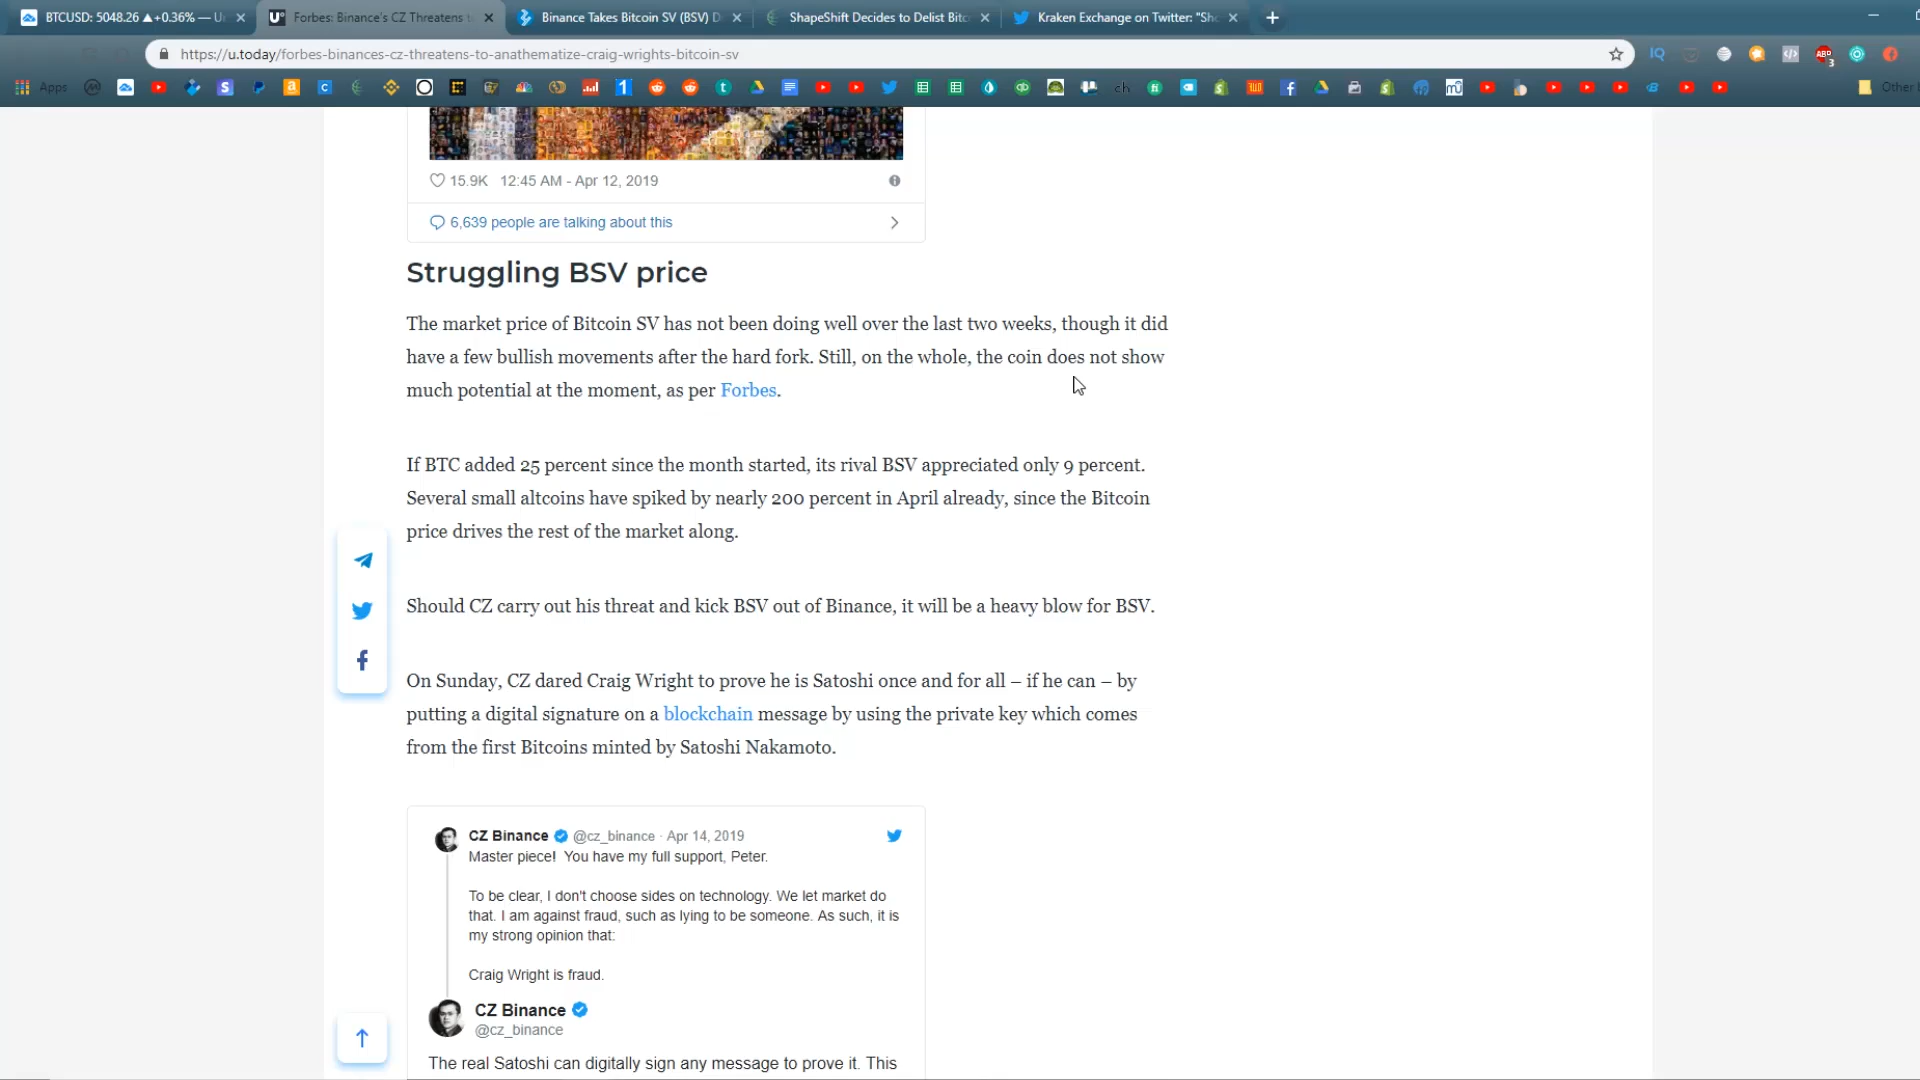 BTCUSD: 5048.26 ▲+0.36% — U
Forbes: Binance's CZ Threatens t
Binance Takes Bitcoin SV (BSV) D
ShapeShift Decides to Delist Bitc
Kraken Exchange on Twitter: "Sh
https://u.today/forbes-binances-cz-threatens-to-anathematize-craig-wrights-bitcoin-sv
Apps
Other
15.9K 12:45 AM - Apr 12, 2019
6,639 people are talking about this
Struggling BSV price
The market price of Bitcoin SV has not been doing well over the last two weeks, though it did
have a few bullish movements after the hard fork. Still, on the whole, the coin does not show
much potential at the moment, as per Forbes.
If BTC added 25 percent since the month started, its rival BSV appreciated only 9 percent.
Several small altcoins have spiked by nearly 200 percent in April already, since the Bitcoin
price drives the rest of the market along.
Should CZ carry out his threat and kick BSV out of Binance, it will be a heavy blow for BSV.
On Sunday, CZ dared Craig Wright to prove he is Satoshi once and for all – if he can – by
putting a digital signature on a blockchain message by using the private key which comes
from the first Bitcoins minted by Satoshi Nakamoto.
CZ Binance @cz_binance · Apr 14, 2019
Master piece! You have my full support, Peter.
To be clear, I don't choose sides on technology. We let market do
that. I am against fraud, such as lying to be someone. As such, it is
my strong opinion that:
Craig Wright is fraud.
CZ Binance
@cz_binance
The real Satoshi can digitally sign any message to prove it. This